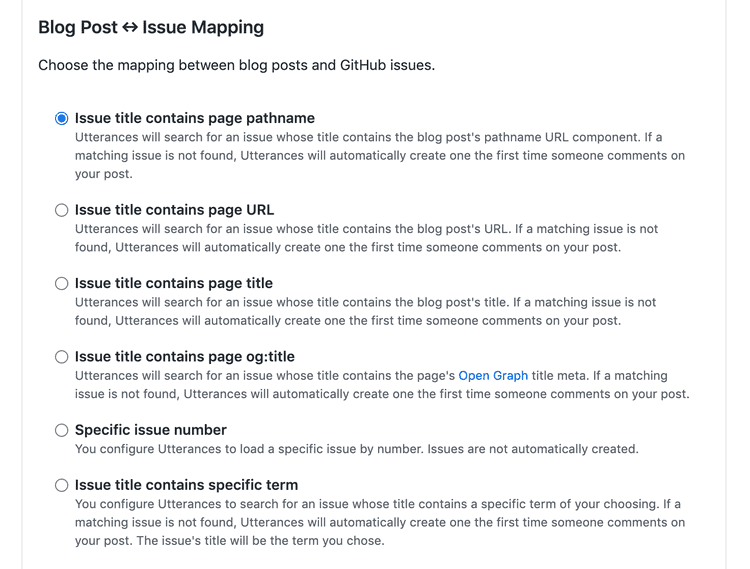 Blog Post ↔ Issue Mapping
Choose the mapping between blog posts and GitHub issues.
Issue title contains page pathname
Utterances will search for an issue whose title contains the blog post's pathname URL component. If a
matching issue is not found, Utterances will automatically create one the first time someone comments on
your post.
Issue title contains page URL
Utterances will search for an issue whose title contains the blog post's URL. If a matching issue is not
found, Utterances will automatically create one the first time someone comments on your post.
Issue title contains page title
Utterances will search for an issue whose title contains the blog post's title. If a matching issue is not
found, Utterances will automatically create one the first time someone comments on your post.
Issue title contains page og:title
Utterances will search for an issue whose title contains the page's Open Graph title meta. If a matching
issue is not found, Utterances will automatically create one the first time someone comments on your post.
Specific issue number
You configure Utterances to load a specific issue by number. Issues are not automatically created.
Issue title contains specific term
You configure Utterances to search for an issue whose title contains a specific term of your choosing. If a
matching issue is not found, Utterances will automatically create one the first time someone comments on
your post. The issue's title will be the term you chose.